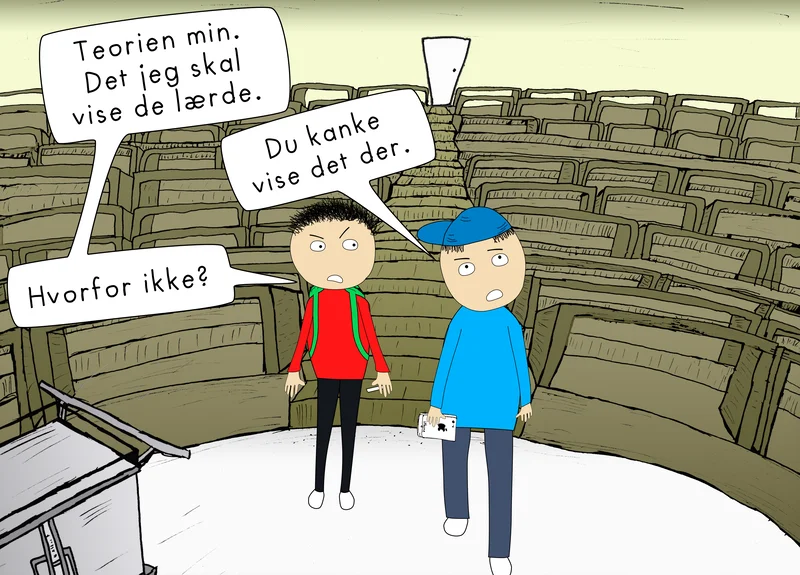 Teorien min.
Det jeg skal
vise de lærde.
Du kanke
vise det der.
Hvorfor ikke?